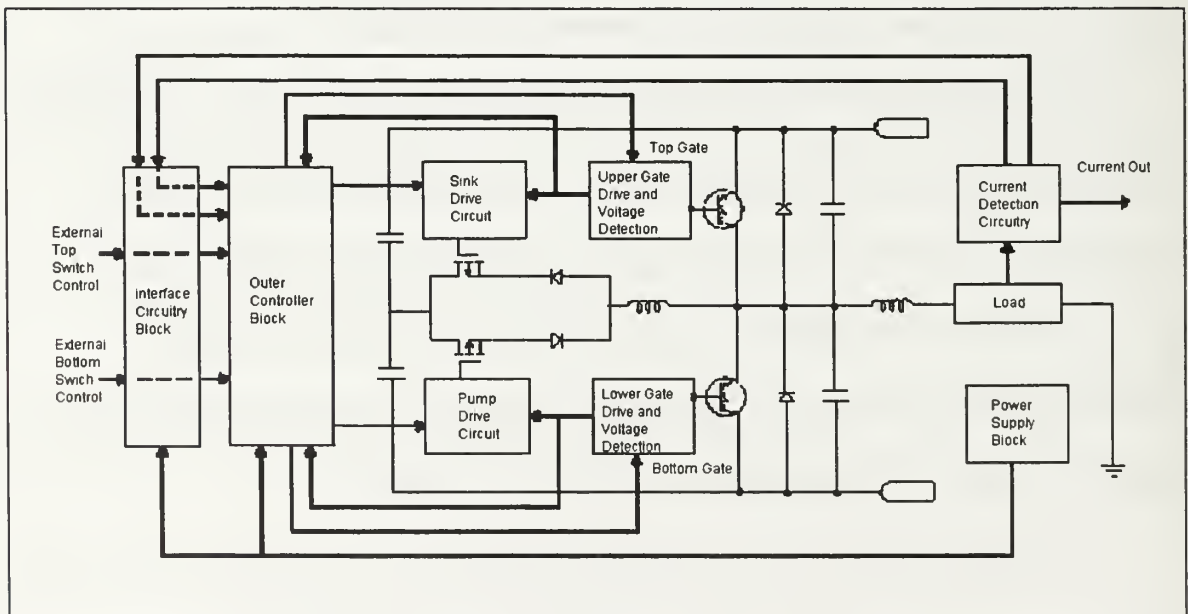 External
Top
Switch
Control
External
Bottom
Swich
Control
Interface
Circuitry
Block
Outer
Controller
Block
Sink
Drive
Circuit
Pump
Drive
Circuit
Top Gate
Upper Gate
Drive and
Voltage
Detection
Lower Gate
Drive and
Voltage
Detection
Bottom Gate
Current
Detection
Circuitry
Current Out
Load
Power
Supply
Block